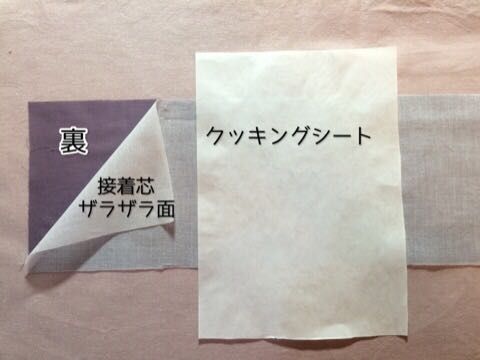 裏
接着芯
ザラザラ面
クッキングシート